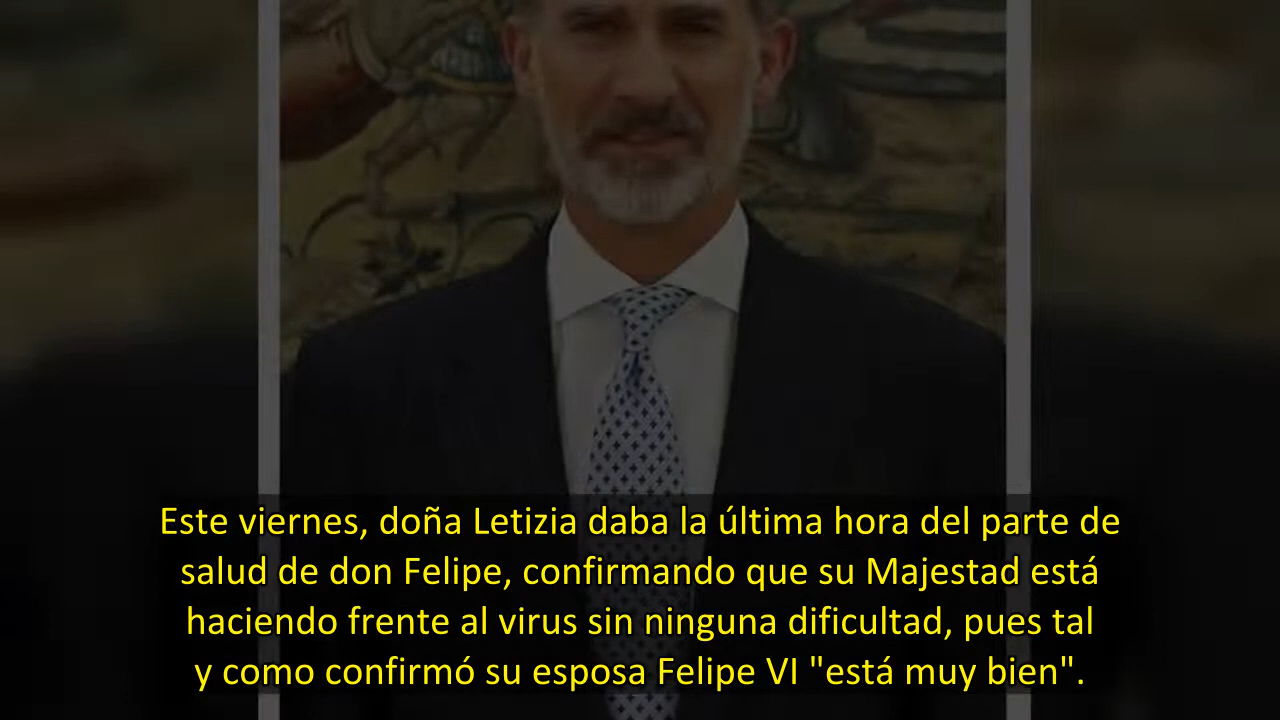 Este viernes, doña Letizia daba la última hora del parte de
salud de don Felipe, confirmando que su Majestad está
haciendo frente al virus sin ninguna dificultad, pues tal
y como confirmó su esposa Felipe VI "está muy bien".